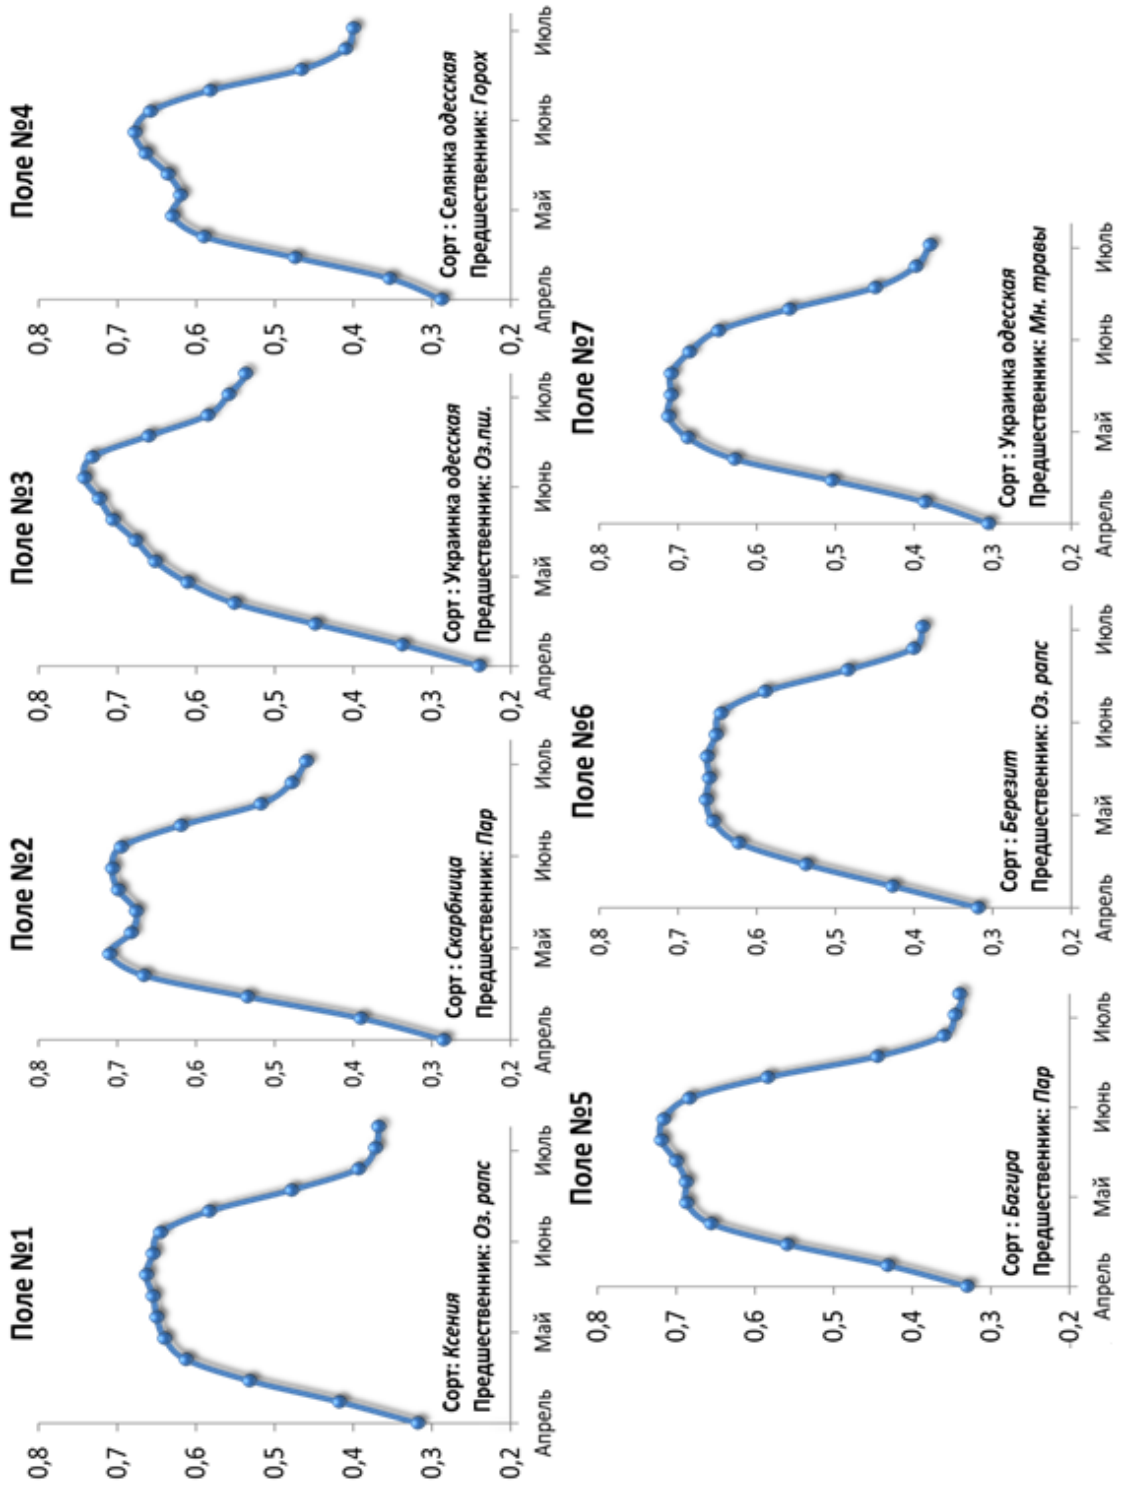 Поле №1
0,8
0,7
0,6
0,5
0,4
0,3
0,2
Апрель Май Июнь Июль
Сорт: Ксения
Предшественник: Оз. рапс
Поле №2
0,8
0,7
0,6
0,5
0,4
0,3
0,2
Апрель Май Июнь Июль
Сорт : Скарбница
Предшественник: Пар
Поле №3
0,8
0,7
0,6
0,5
0,4
0,3
0,2
Апрель Май Июнь Июль
Сорт : Украинка одесская
Предшественник: Оз.пш.
Поле №4
0,8
0,7
0,6
0,5
0,4
0,3
0,2
Апрель Май Июнь Июль
Сорт : Селянка одесская
Предшественник: Горох
Поле №5
0,8
0,7
0,6
0,5
0,4
0,3
0,2
Апрель Май Июнь Июль
Сорт : Багира
Предшественник: Пар
Поле №6
0,8
0,7
0,6
0,5
0,4
0,3
0,2
Апрель Май Июнь Июль
Сорт : Березит
Предшественник: Оз. рапс
Поле №7
0,8
0,7
0,6
0,5
0,4
0,3
0,2
Апрель Май Июнь Июль
Сорт : Украинка одесская
Предшественник: Мн. травы